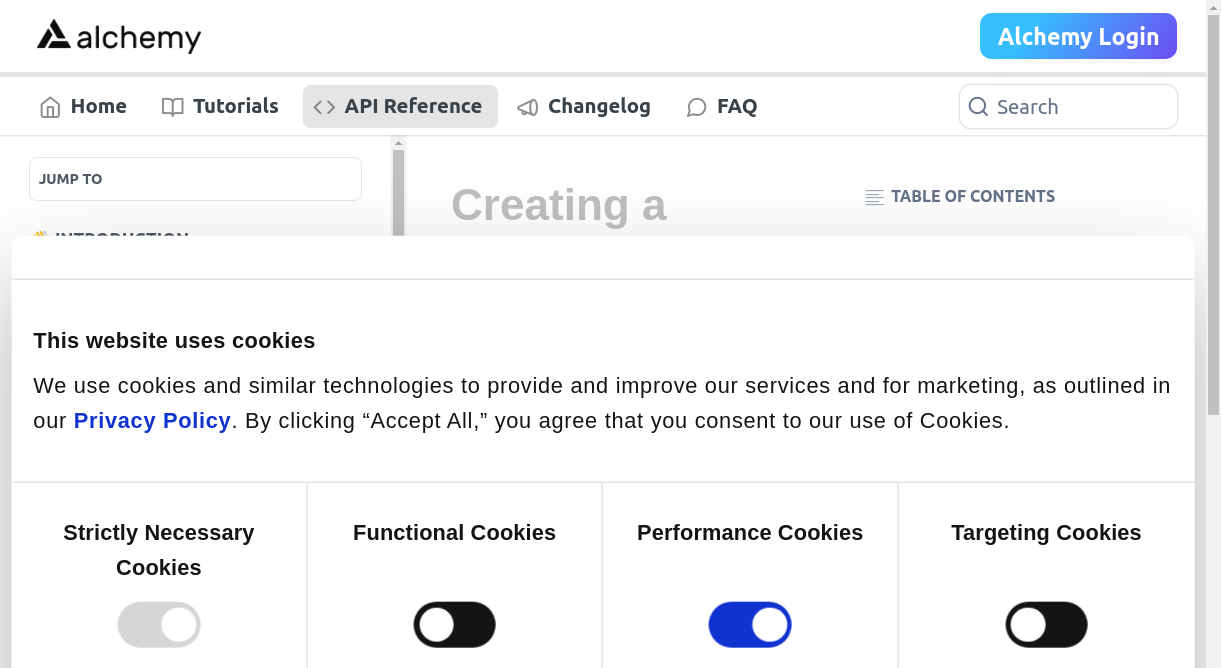 alchemy
Alchemy Login
Home
Tutorials
API Reference
Changelog
FAQ
Search
JUMP TO
INTRODUCTION
Creating a
TABLE OF CONTENTS
This website uses cookies
We use cookies and similar technologies to provide and improve our services and for marketing, as outlined in
our Privacy Policy. By clicking “Accept All,” you agree that you consent to our use of Cookies.
Strictly Necessary
Cookies
Functional Cookies
Performance Cookies
Targeting Cookies